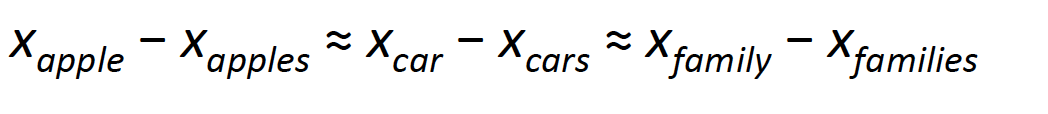 x_apple − x_apples ≈ x_car − x_cars ≈ x_family − x_families